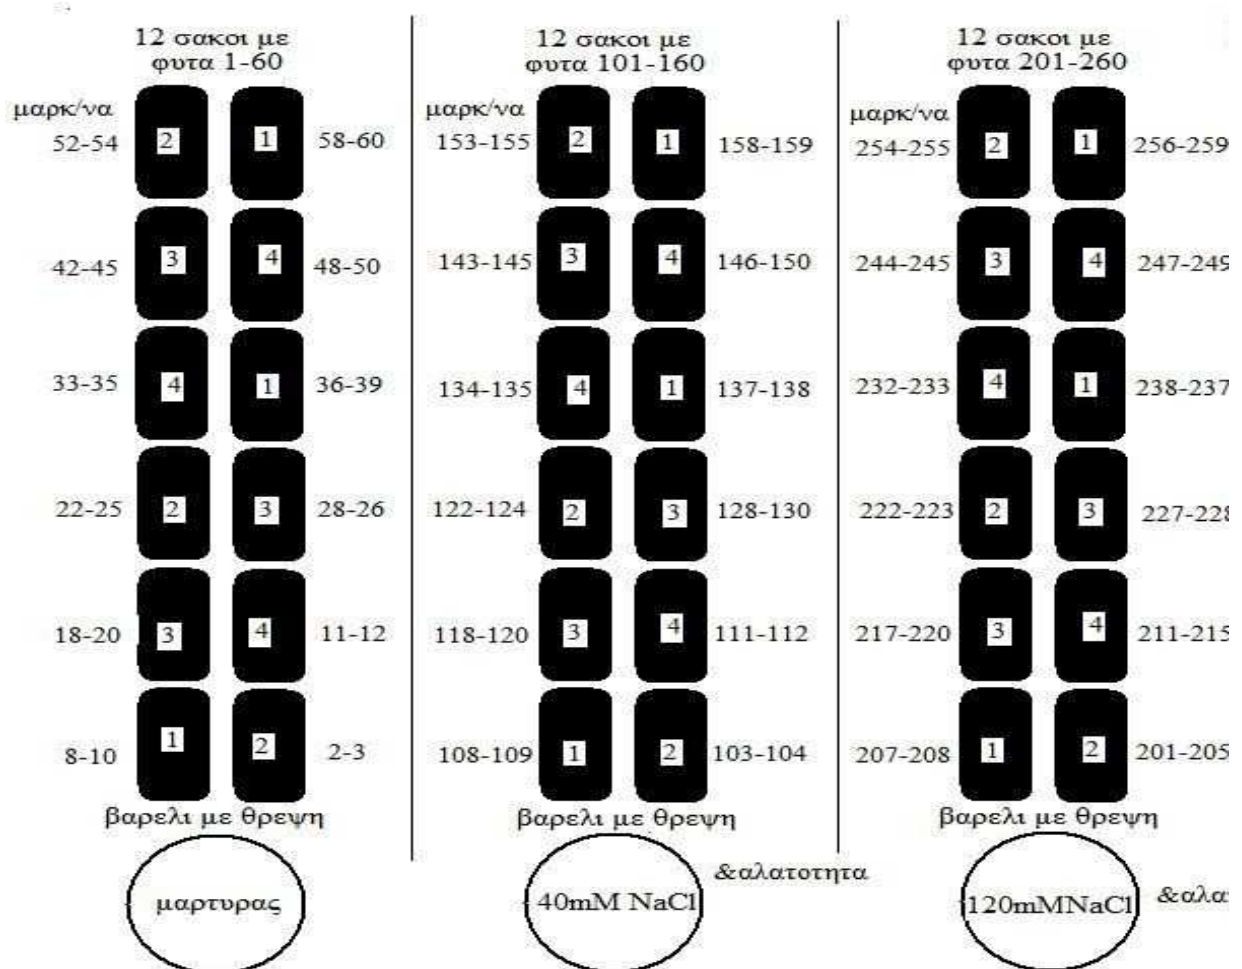 12 σακοι με
φυτα 1-60
μαρκ/να
52-54 2 1 58-60
42-45 3 4 48-50
33-35 4 1 36-39
22-25 2 3 28-26
18-20 3 4 11-12
8-10 1 2 2-3
βαρελι με θρεψη
μαρτυρας
12 σακοι με
φυτα 101-160
μαρκ/να
153-155 2 1 158-159
143-145 3 4 146-150
134-135 4 1 137-138
122-124 2 3 128-130
118-120 3 4 111-112
108-109 1 2 103-104
βαρελι με θρεψη
40mM NaCl
&αλατοτητα
12 σακοι με
φυτα 201-260
μαρκ/να
254-255 2 1 256-259
244-245 3 4 247-249
232-233 4 1 238-237
222-223 2 3 227-228
217-220 3 4 211-215
207-208 1 2 201-205
βαρελι με θρεψη
120mMNaCl
&αλα